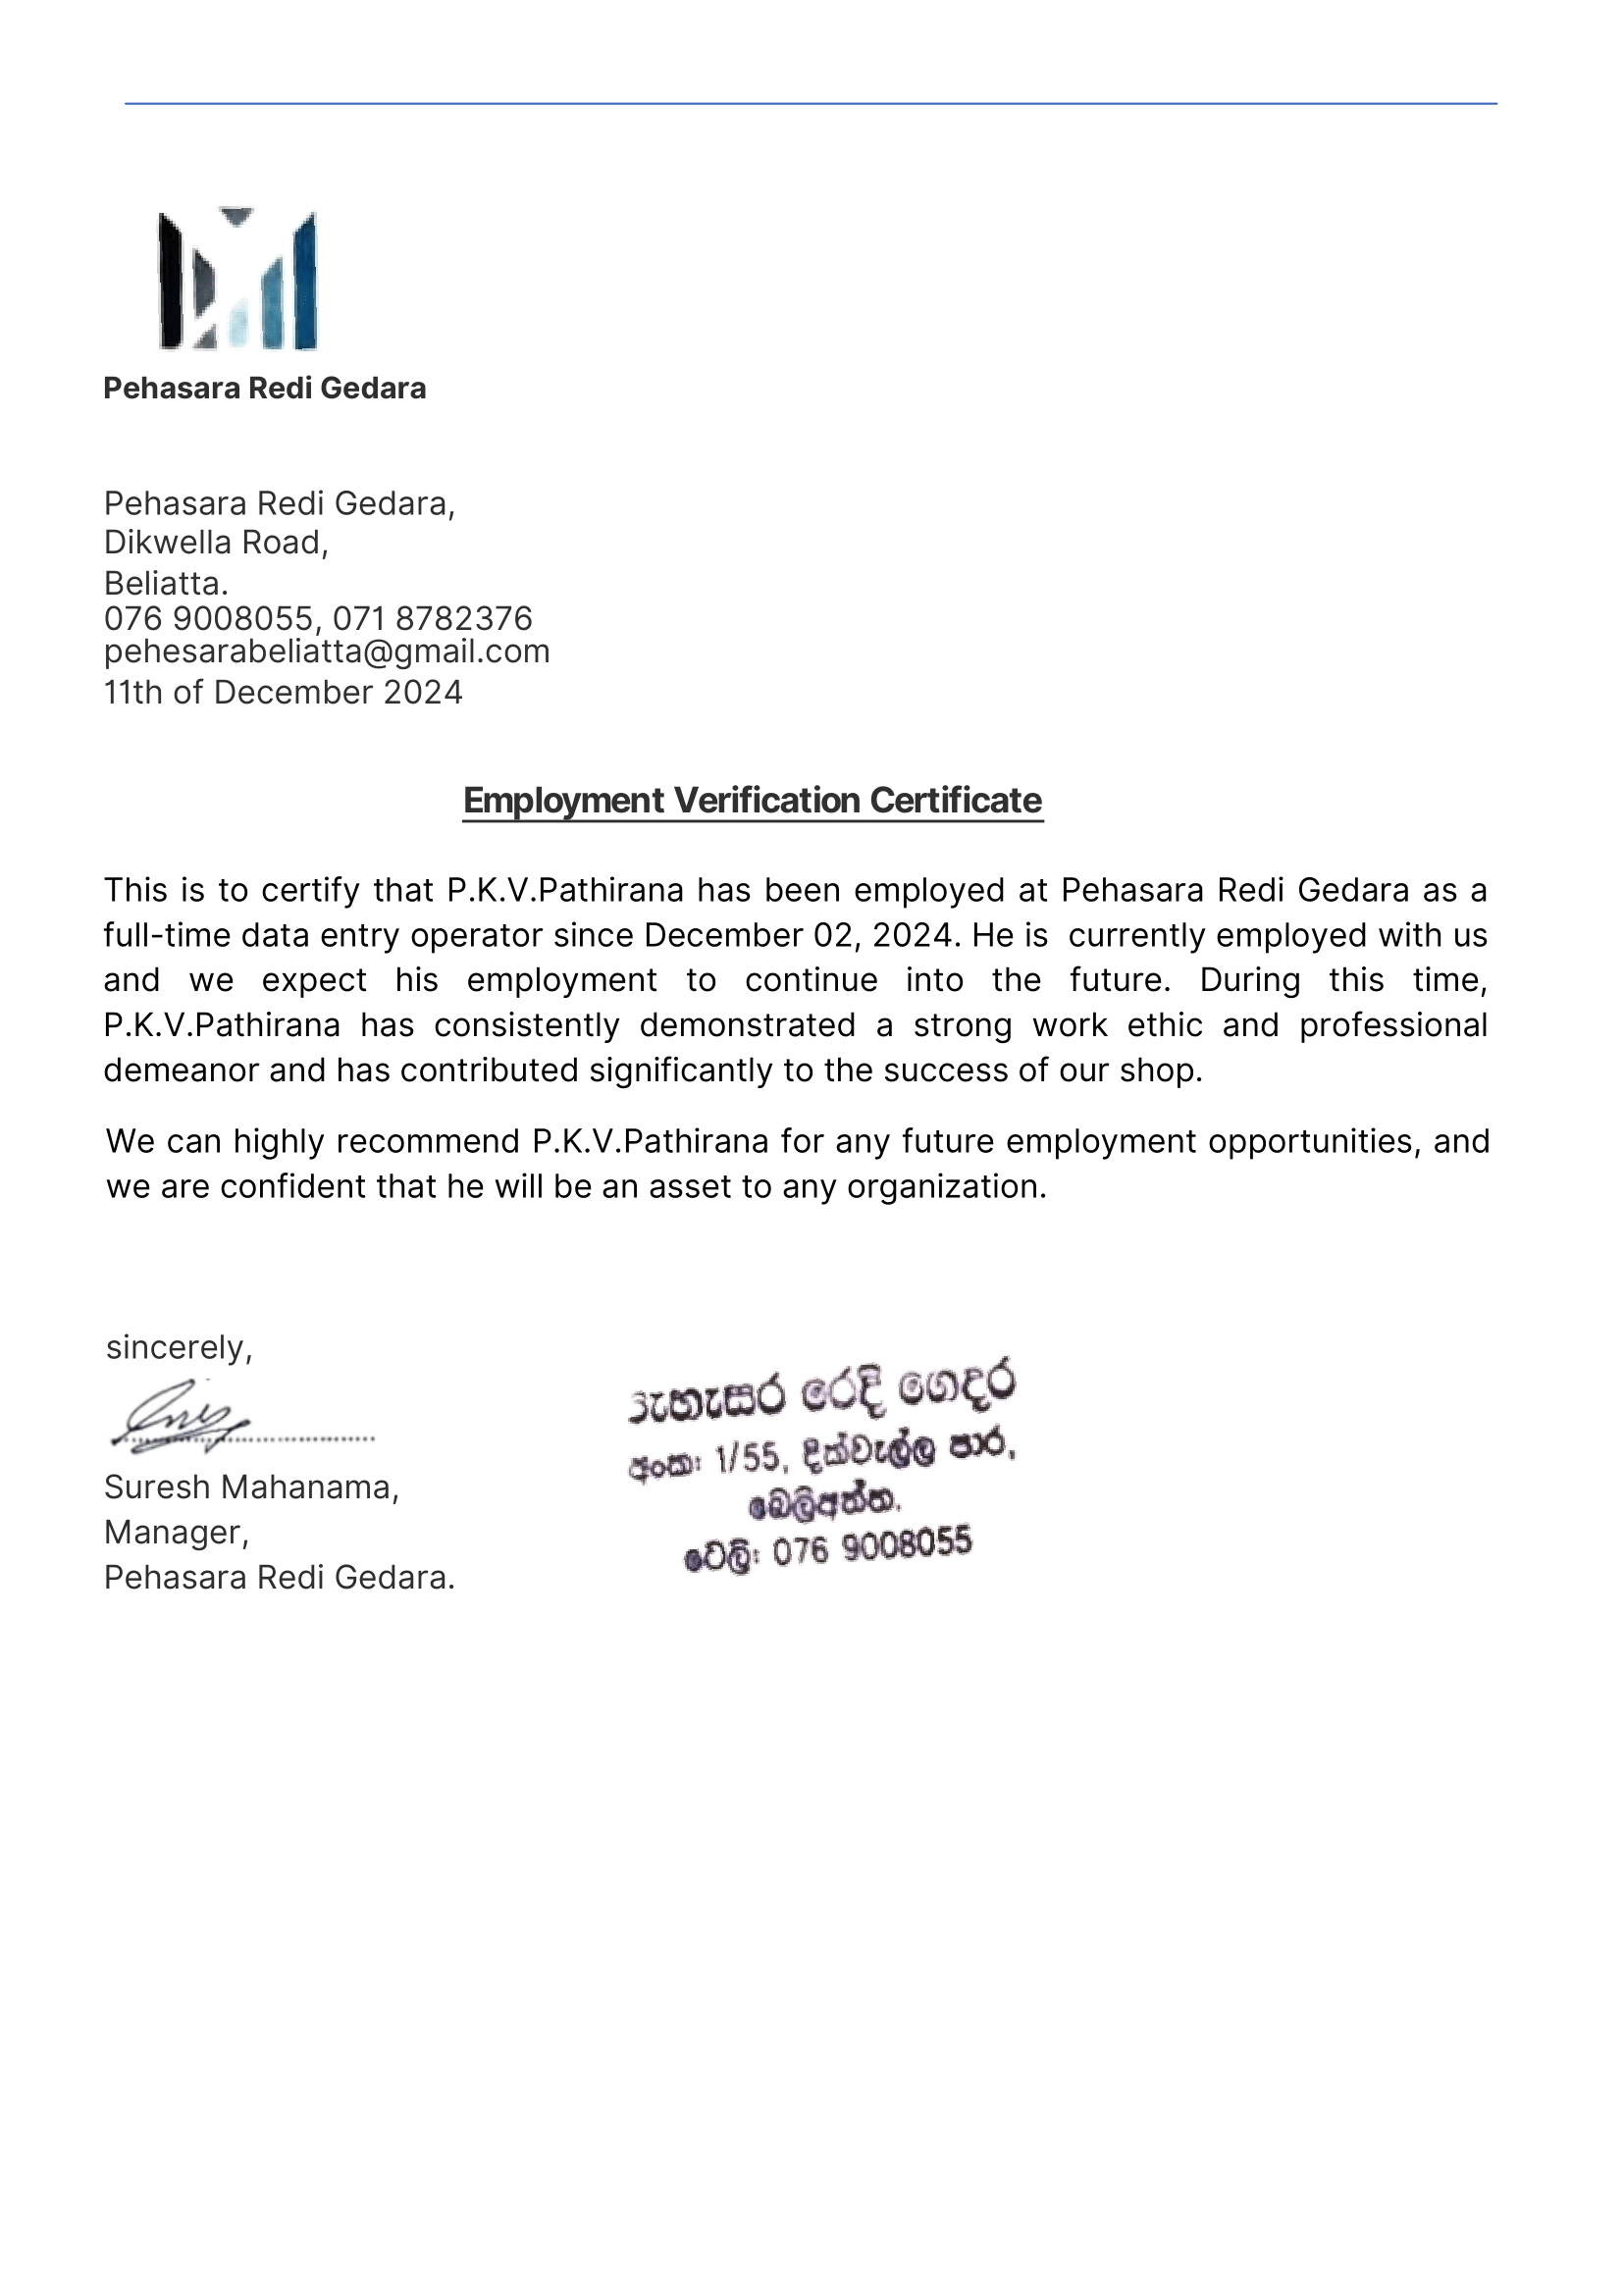 Pehasara Redi Gedara
Pehasara Redi Gedara,
Dikwella Road,
Beliatta.
076 9008055, 071 8782376
pehesarabeliatta@gmail.com
11th of December 2024
Employment Verification Certificate
This is to certify that P.K.V.Pathirana has been employed at Pehasara Redi Gedara as a
full-time data entry operator since December 02, 2024. He is currently employed with us
and we expect his employment to continue into the future. During this time,
P.K.V.Pathirana has consistently demonstrated a strong work ethic and professional
demeanor and has contributed significantly to the success of our shop.
We can highly recommend P.K.V.Pathirana for any future employment opportunities, and
we are confident that he will be an asset to any organization.
sincerely,
Suresh Mahanama,
Manager,
Pehasara Redi Gedara.
රෙදි ගෙදර
අංක: 1/55, දික්වැල්ල පාර,
බෙලිඅත්ත.
ටෙලි: 076 9008055